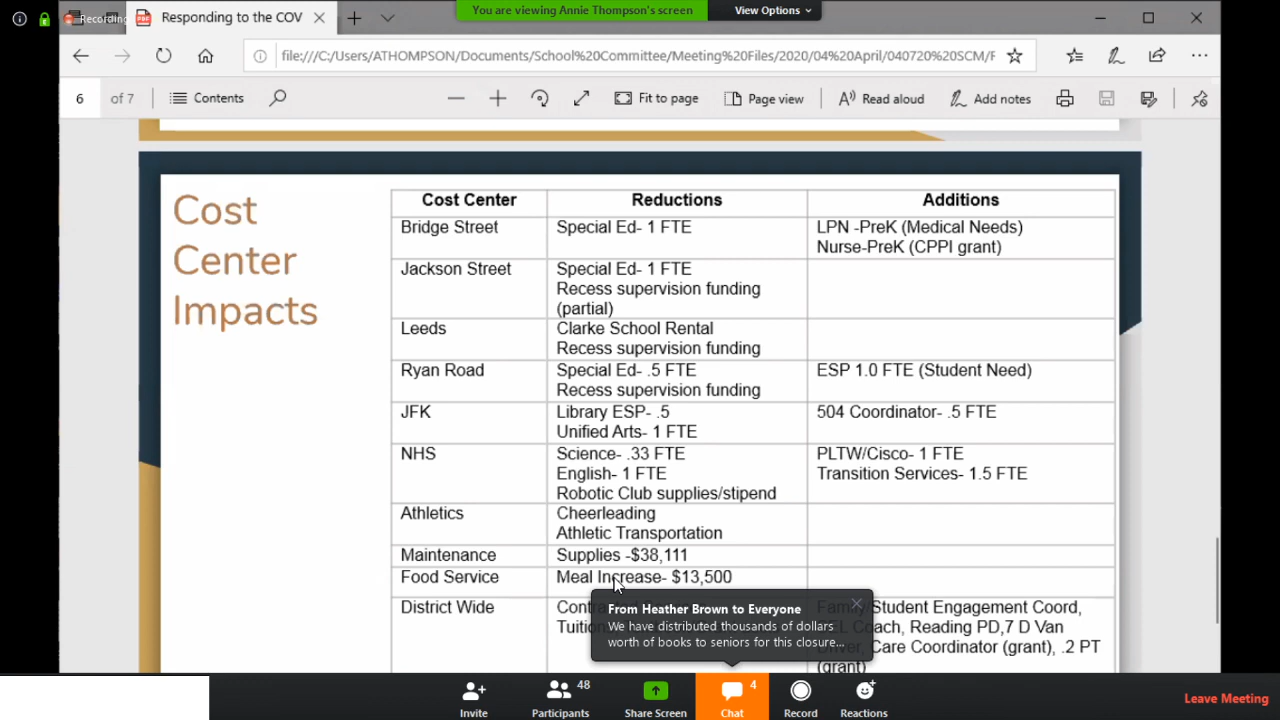 Recording
Responding to the COV
You are viewing Annie Thompson's screen
View Options
file:///C:/Users/ATHOMPSON/Documents/School%20Committee/Meeting%20Files/2020/04%20April/040720%20SCM/F
6 of 7
Contents
Fit to page
Page view
Read aloud
Add notes
Cost
Center
Impacts
Cost Center Reductions Additions
Bridge Street Special Ed- 1 FTE LPN -PreK (Medical Needs)
Nurse-PreK (CPPI grant)
Jackson Street Special Ed- 1 FTE
Recess supervision funding
(partial)
Leeds Clarke School Rental
Recess supervision funding
Ryan Road Special Ed- .5 FTE ESP 1.0 FTE (Student Need)
Recess supervision funding
JFK Library ESP- .5 504 Coordinator- .5 FTE
Unified Arts- 1 FTE
NHS Science- .33 FTE PLTW/Cisco- 1 FTE
English- 1 FTE Transition Services- 1.5 FTE
Robotic Club supplies/stipend
Athletics Cheerleading
Athletic Transportation
Maintenance Supplies -$38,111
Food Service Meal Increase- $13,500
District Wide Student Engagement Coord,
Coach, Reading PD,7 D Van
Care Coordinator (grant), .2 PT
(grant)
From Heather Brown to Everyone
We have distributed thousands of dollars
worth of books to seniors for this closure...
Invite
Participants 48
Share Screen
Chat 4
Record
Reactions
Leave Meeting